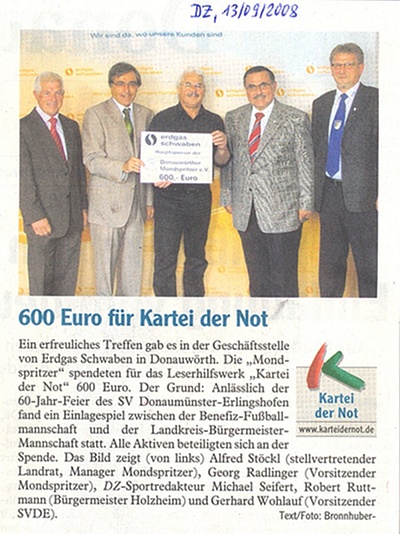 DZ, 13/09/2008
Wir sind da, wo unsere Kunden sind
erdgas
schwaben
Hauptsponsor der
Donauwörther
Mondspritzer e.V.
600,- Euro
600 Euro für Kartei der Not
Ein erfreuliches Treffen gab es in der Geschäftsstelle
von Erdgas Schwaben in Donauwörth. Die „Mond-
spritzer“ spendeten für das Leserhilfswerk „Kartei
der Not“ 600 Euro. Der Grund: Anlässlich der
60-Jahr-Feier des SV Donaumünster-Erlingshofen
fand ein Einlagespiel zwischen der Benefiz-Fußball-
mannschaft und der Landkreis-Bürgermeister-
Mannschaft statt. Alle Aktiven beteiligten sich an der
Spende. Das Bild zeigt (von links) Alfred Stöckl (stellvertretender
Landrat, Manager Mondspritzer), Georg Radlinger (Vorsitzender
Mondspritzer), DZ-Sportredakteur Michael Seifert, Robert Rutt-
mann (Bürgermeister Holzheim) und Gerhard Wohlauf (Vorsitzender
SVDE).
Text/Foto: Bronnhuber-
Kartei
der Not
www.karteidernot.de